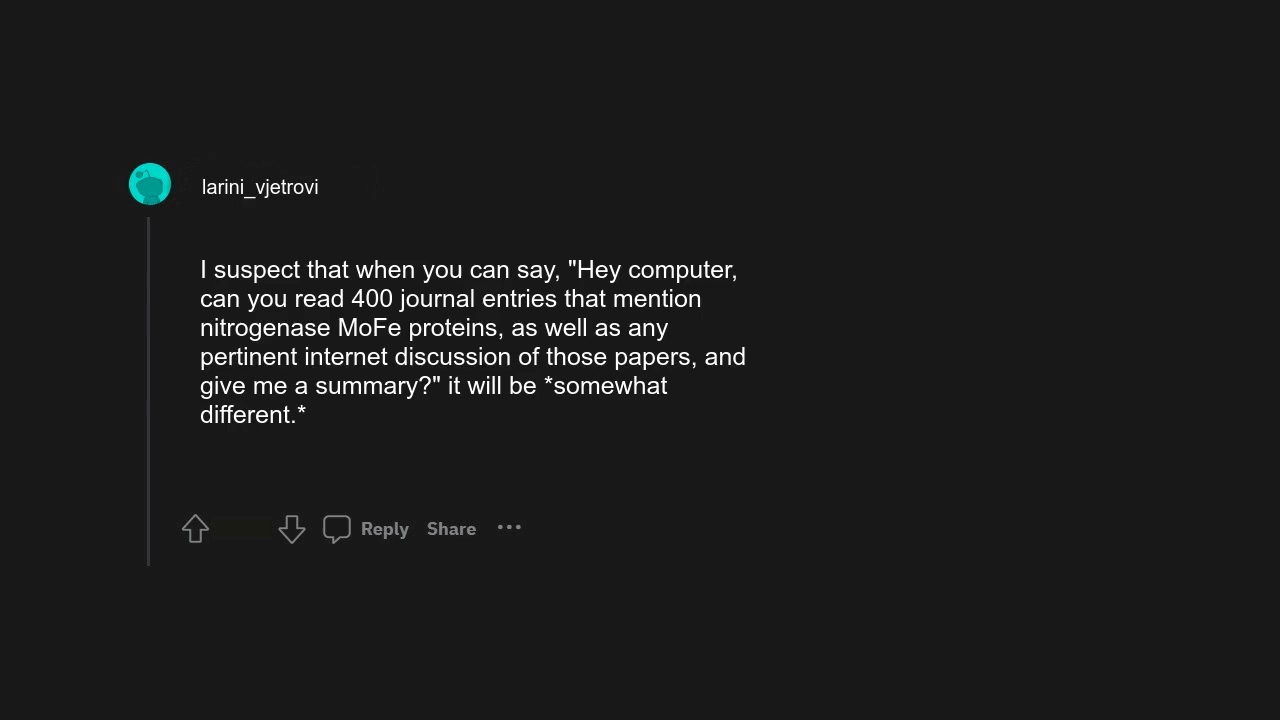 larini_vjetrovi
I suspect that when you can say, "Hey computer,
can you read 400 journal entries that mention
nitrogenase MoFe proteins, as well as any
pertinent internet discussion of those papers, and
give me a summary?" it will be *somewhat
different.*
Reply Share